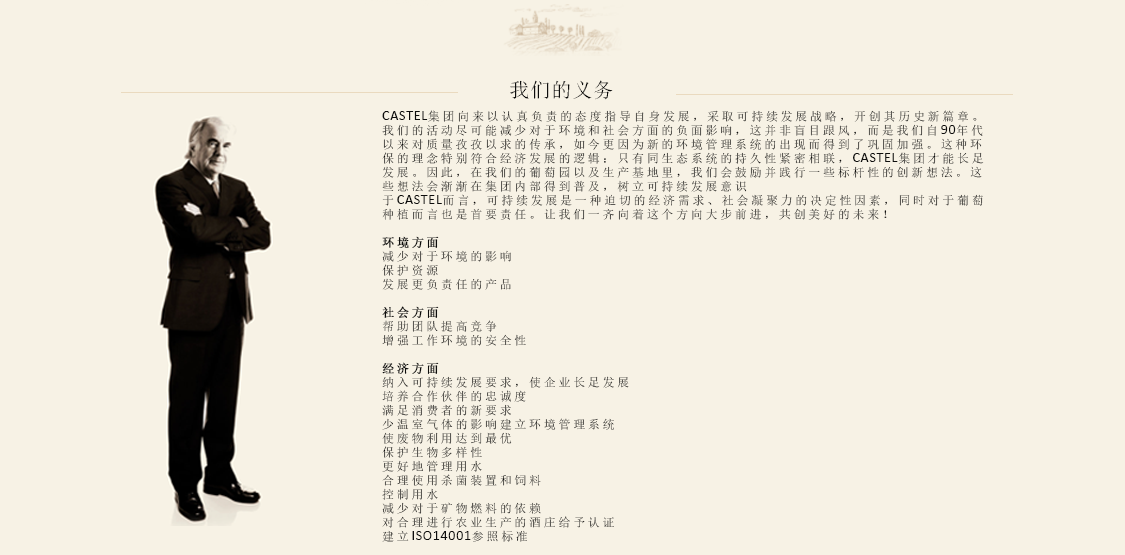 我们的义务
CASTEL集团向来以认真负责的态度指导自身发展，采取可持续发展战略，开创其历史新篇章。
我们的活动尽可能减少对于环境和社会方面的负面影响，这并非盲目跟风，而是我们自90年代
以来对质量孜孜以求的传承，如今更因为新的环境管理系统的出现而得到了巩固加强。这种环
保的理念特别符合经济发展的逻辑：只有同生态系统的持久性紧密相联，CASTEL集团才能长足
发展。因此，在我们的葡萄园以及生产基地里，我们会鼓励并践行一些标杆性的创新想法。这
些想法会渐渐在集团内部得到普及，树立可持续发展意识
于CASTEL而言，可持续发展是一种迫切的经济需求、社会凝聚力的决定性因素，同时对于葡萄
种植而言也是首要责任。让我们一齐向着这个方向大步前进，共创美好的未来！
环境方面
减少对于环境的影响
保护资源
发展更负责任的产品
社会方面
帮助团队提高竞争
增强工作环境的安全性
经济方面
纳入可持续发展要求，使企业长足发展
培养合作伙伴的忠诚度
满足消费者的新要求
少温室气体的影响建立环境管理系统
使废物利用达到最优
保护生物多样性
更好地管理用水
合理使用杀菌装置和饲料
控制用水
减少对于矿物燃料的依赖
对合理进行农业生产的酒庄给予认证
建立ISO14001参照标准